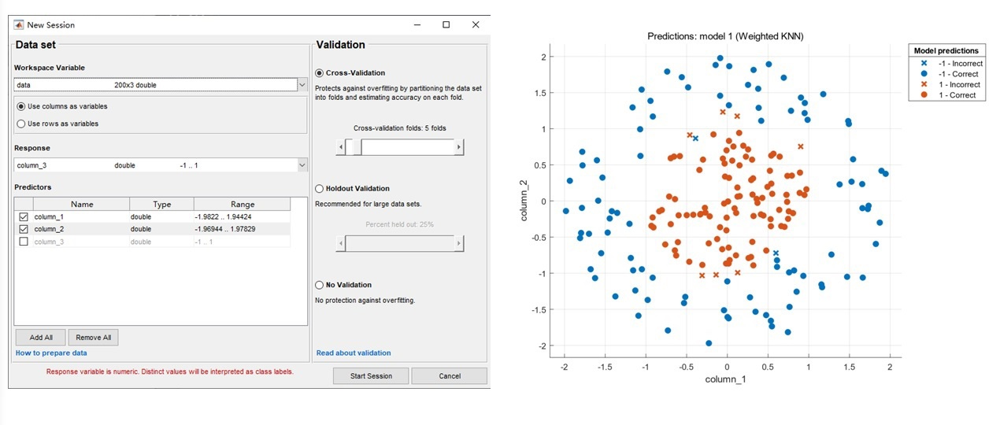 New Session
Data set
Workspace Variable
data 200x3 double
Use columns as variables
Use rows as variables
Response
column_3 double -1 .. 1
Predictors
Name Type Range
column_1 double -1.9822 .. 1.94424
column_2 double -1.96944 .. 1.97829
column_3 double -1 .. 1
Add All Remove All
How to prepare data
Response variable is numeric. Distinct values will be interpreted as class labels.
Validation
Cross-Validation
Protects against overfitting by partitioning the data set
into folds and estimating accuracy on each fold.
Cross-validation folds: 5 folds
Holdout Validation
Recommended for large data sets.
Percent held out: 25%
No Validation
No protection against overfitting.
Read about validation
Start Session Cancel
Predictions: model 1 (Weighted KNN)
2
1.5
1
0.5
0
-0.5
-1
-1.5
-2
column_2
-2 -1.5 -1 -0.5 0 0.5 1 1.5 2
column_1
Model predictions
-1 - Incorrect
-1 - Correct
1 - Incorrect
1 - Correct